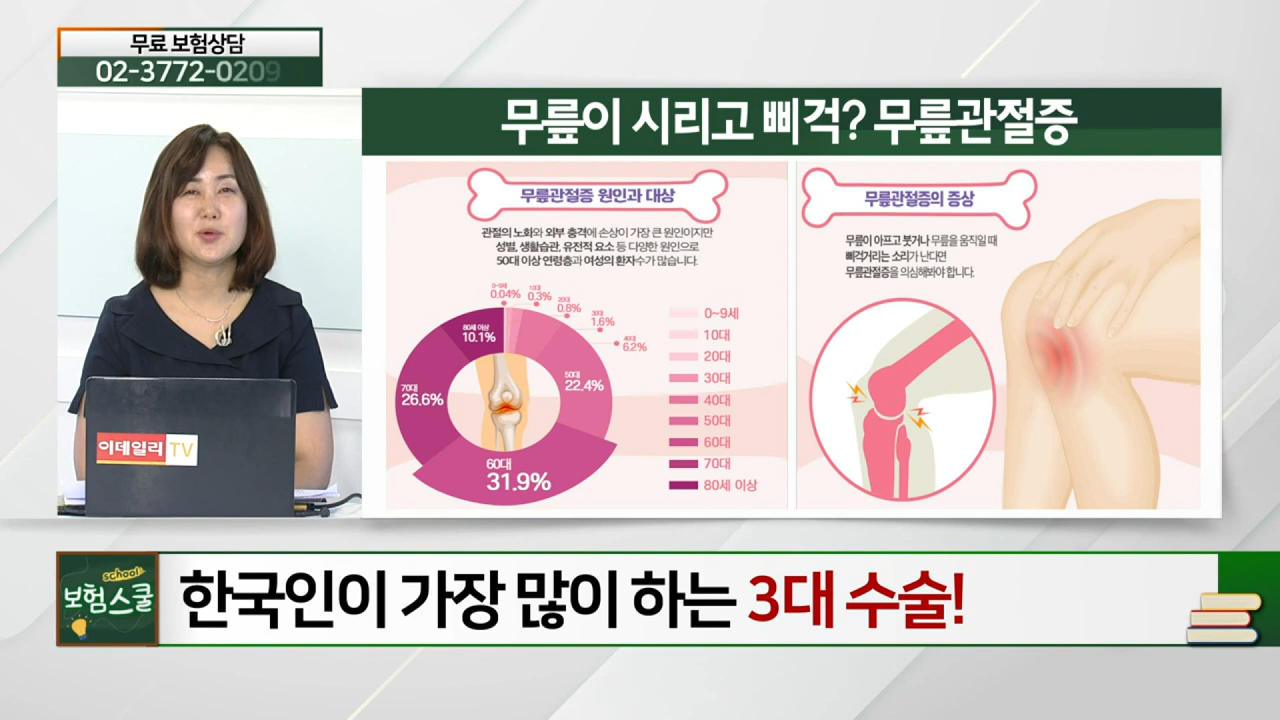 무료 보험상담
02-3772-0209
무릎이 시리고 삐걱? 무릎관절증
무릎관절증 원인과 대상
관절의 노화와 외부 충격에 손상이 가장 큰 원인이지만
성별, 생활습관, 유전적 요소 등 다양한 원인으로
50대 이상 연령층과 여성의 환자수가 많습니다.
0~9세
0.04%
10대
0.3%
20대
0.8%
30대
1.6%
40대
6.2%
50대
22.4%
60대
31.9%
70대
26.6%
80세 이상
10.1%
0~9세
10대
20대
30대
40대
50대
60대
70대
80세 이상
무릎관절증의 증상
무릎이 아프고 붓거나 무릎을 움직일 때
삐걱거리는 소리가 난다면
무릎관절증을 의심해봐야 합니다.
이데일리 TV
school
보험스쿨
한국인이 가장 많이 하는 3대 수술!